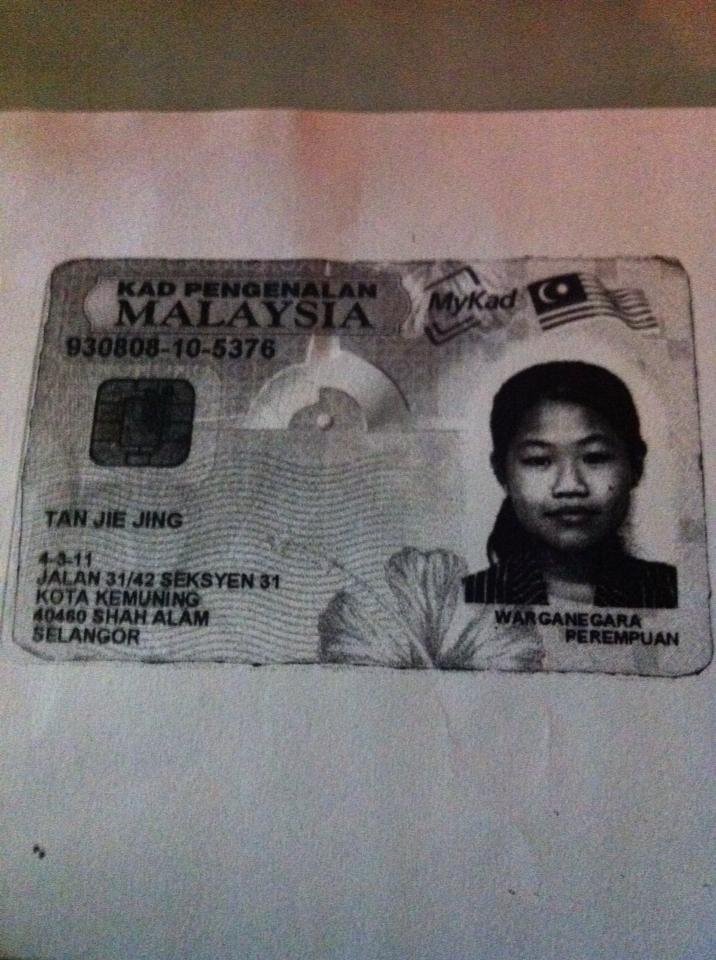 KAD PENGENALAN
MALAYSIA
MyKad
930808-10-5376
TAN JIE JING
4-3-11
JALAN 31/42 SEKSYEN 31
KOTA KEMUNING
40460 SHAH ALAM
SELANGOR
WARGANEGARA
PEREMPUAN